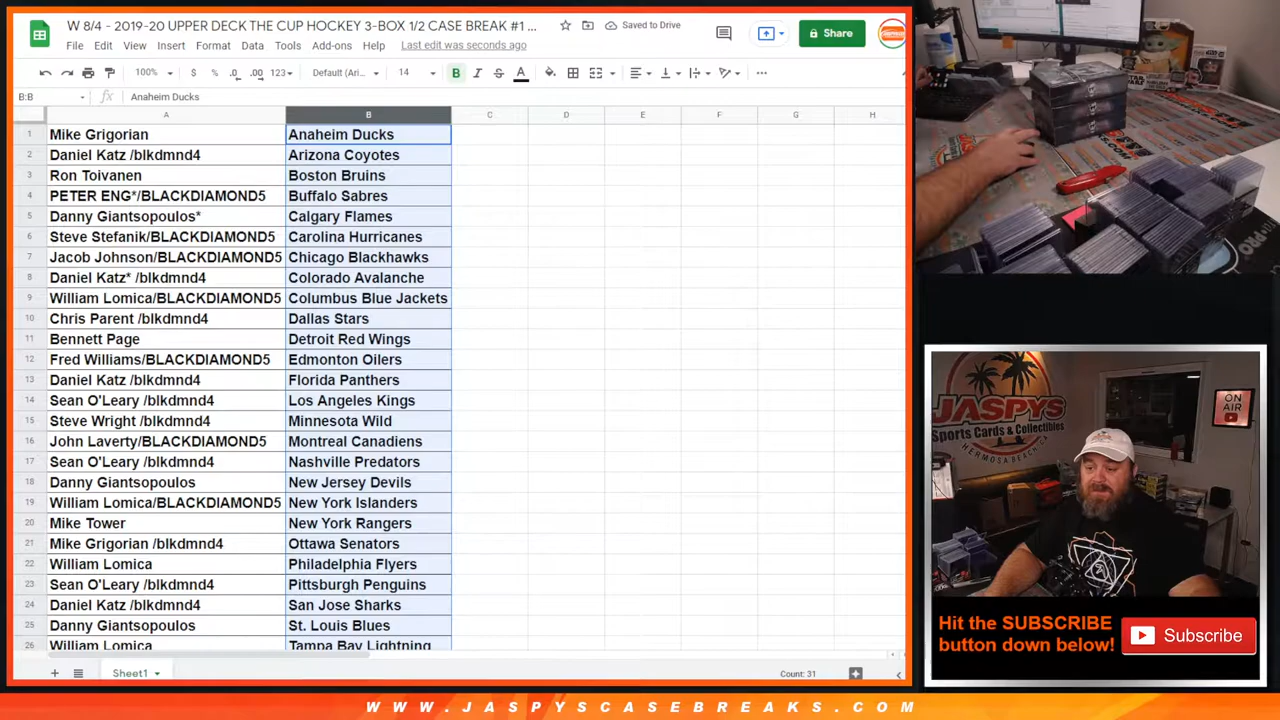 W 8/4 - 2019-20 UPPER DECK THE CUP HOCKEY 3-BOX 1/2 CASE BREAK #1 ...
Saved to Drive
Share
File Edit View Insert Format Data Tools Add-ons Help Last edit was seconds ago
100% $ % .0 .00 123 Default (Ari... 14 B I S A
B:B fx Anaheim Ducks
A B C D E F G H
1 Mike Grigorian Anaheim Ducks
2 Daniel Katz /blkdmnd4 Arizona Coyotes
3 Ron Toivanen Boston Bruins
4 PETER ENG*/BLACKDIAMOND5 Buffalo Sabres
5 Danny Giantsopoulos* Calgary Flames
6 Steve Stefanik/BLACKDIAMOND5 Carolina Hurricanes
7 Jacob Johnson/BLACKDIAMOND5 Chicago Blackhawks
8 Daniel Katz* /blkdmnd4 Colorado Avalanche
9 William Lomica/BLACKDIAMOND5 Columbus Blue Jackets
10 Chris Parent /blkdmnd4 Dallas Stars
11 Bennett Page Detroit Red Wings
12 Fred Williams/BLACKDIAMOND5 Edmonton Oilers
13 Daniel Katz /blkdmnd4 Florida Panthers
14 Sean O'Leary /blkdmnd4 Los Angeles Kings
15 Steve Wright /blkdmnd4 Minnesota Wild
16 John Laverty/BLACKDIAMOND5 Montreal Canadiens
17 Sean O'Leary /blkdmnd4 Nashville Predators
18 Danny Giantsopoulos New Jersey Devils
19 William Lomica/BLACKDIAMOND5 New York Islanders
20 Mike Tower New York Rangers
21 Mike Grigorian /blkdmnd4 Ottawa Senators
22 William Lomica Philadelphia Flyers
23 Sean O'Leary /blkdmnd4 Pittsburgh Penguins
24 Daniel Katz /blkdmnd4 San Jose Sharks
25 Danny Giantsopoulos St. Louis Blues
26 William Lomica Tampa Bay Lightning
Sheet1
Count: 31
JASPYS
Sports Cards & Collectibles
HERMOSA BEACH CA
ON
AIR
Hit the SUBSCRIBE
button down below!
Subscribe
WWW.JASPYSCASEBREAKS.COM